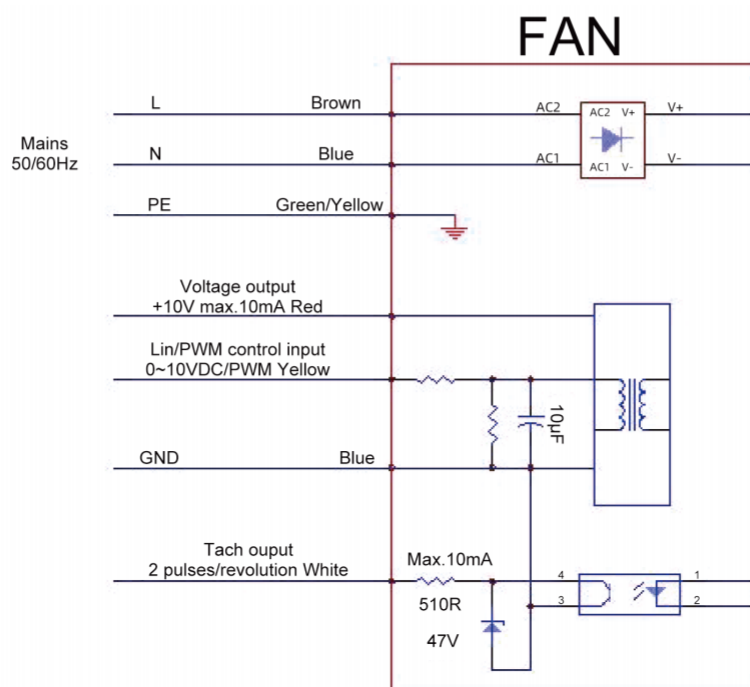 FAN
L Brown AC2 AC2 V+ V+
Mains
50/60Hz
N Blue AC1 AC1 V- V-
PE Green/Yellow
Voltage output
+10V max.10mA Red
Lin/PWM control input
0~10VDC/PWM Yellow
10μF
GND Blue
Tach ouput
2 pulses/revolution White
Max.10mA
510R
47V
4 1
3 2